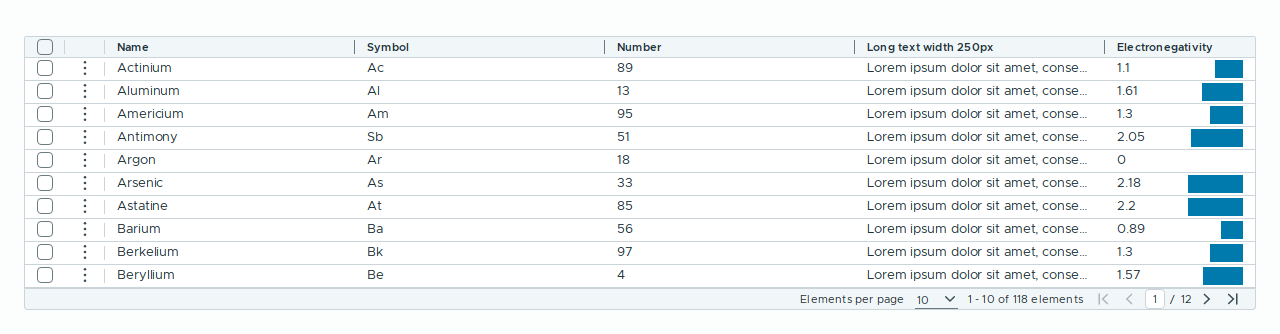 Name Symbol Number Long text width 250px Electronegativity
Actinium Ac 89 Lorem ipsum dolor sit amet, conse... 1.1
Aluminum Al 13 Lorem ipsum dolor sit amet, conse... 1.61
Americium Am 95 Lorem ipsum dolor sit amet, conse... 1.3
Antimony Sb 51 Lorem ipsum dolor sit amet, conse... 2.05
Argon Ar 18 Lorem ipsum dolor sit amet, conse... 0
Arsenic As 33 Lorem ipsum dolor sit amet, conse... 2.18
Astatine At 85 Lorem ipsum dolor sit amet, conse... 2.2
Barium Ba 56 Lorem ipsum dolor sit amet, conse... 0.89
Berkelium Bk 97 Lorem ipsum dolor sit amet, conse... 1.3
Beryllium Be 4 Lorem ipsum dolor sit amet, conse... 1.57
Elements per page 10 1 - 10 of 118 elements 1 / 12